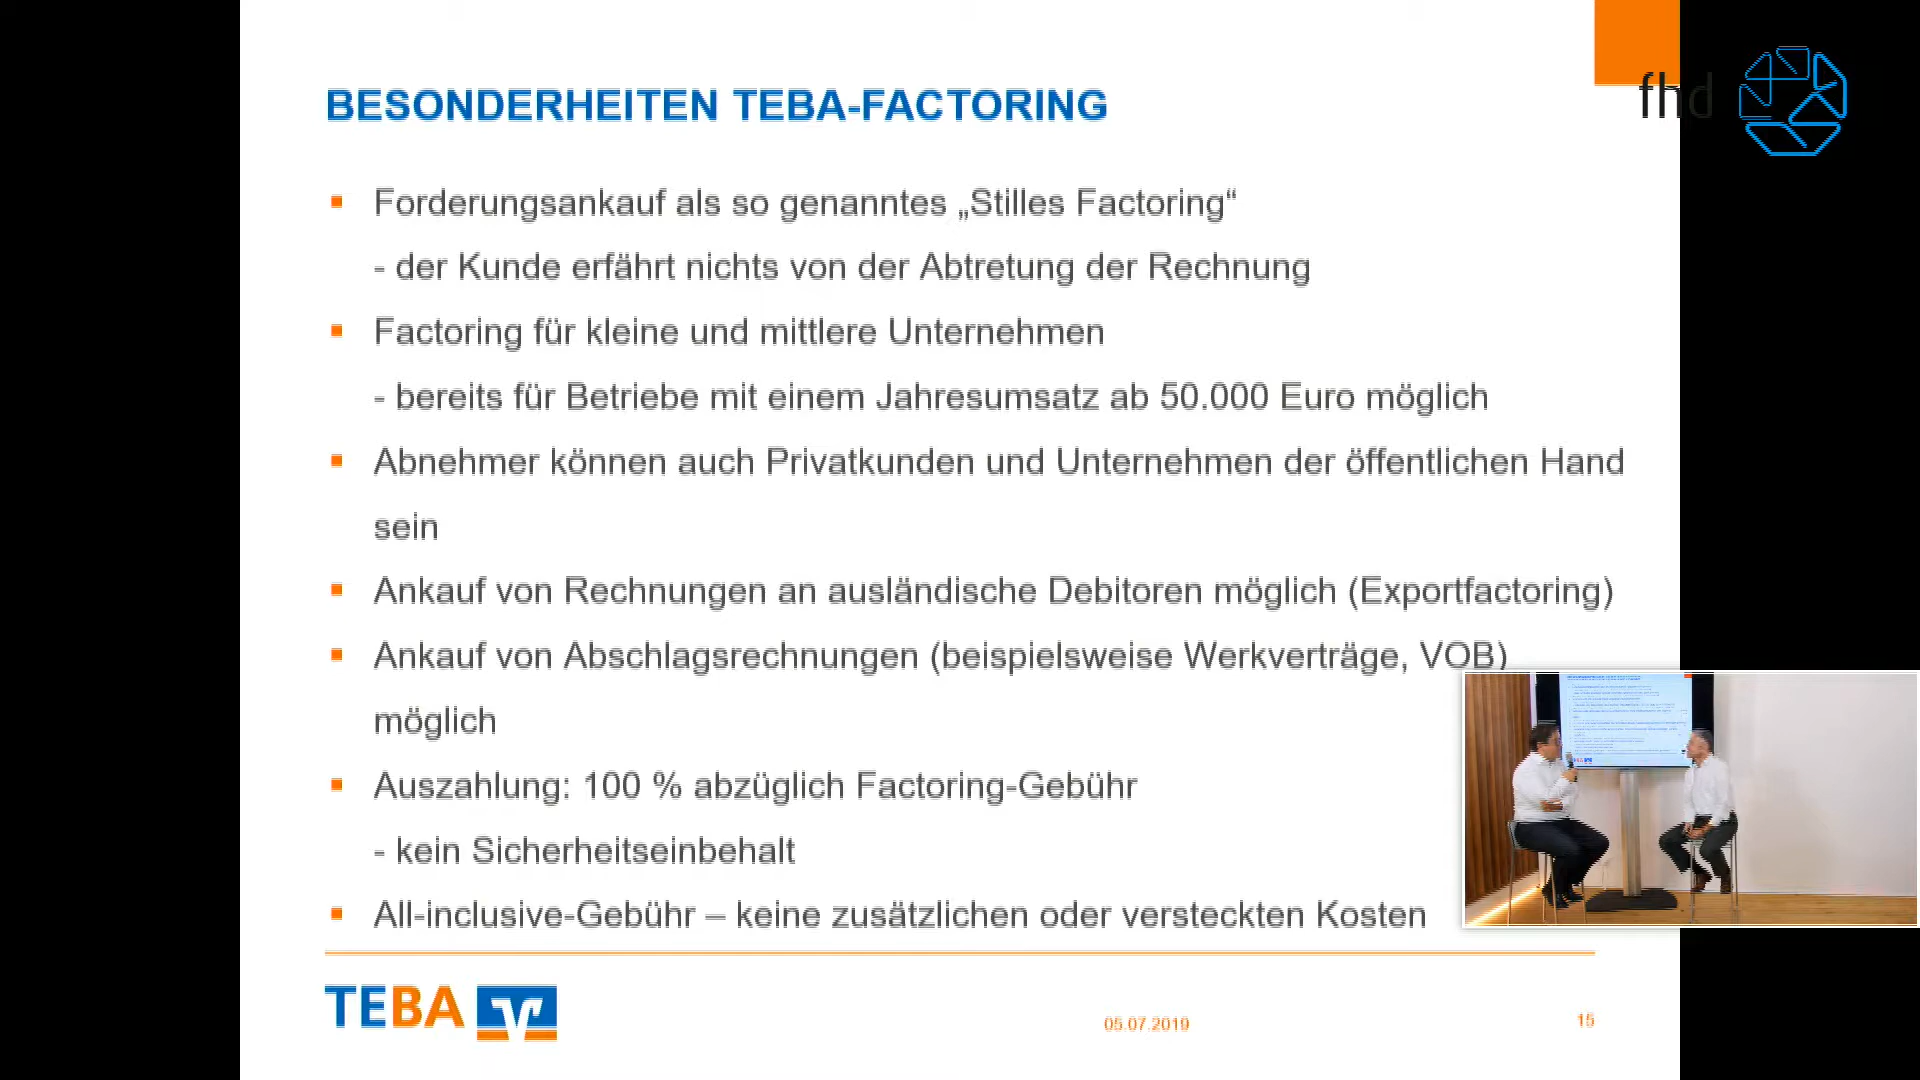 BESONDERHEITEN TEBA-FACTORING
fhd
▪ Forderungsankauf als so genanntes „Stilles Factoring“
- der Kunde erfährt nichts von der Abtretung der Rechnung
▪ Factoring für kleine und mittlere Unternehmen
- bereits für Betriebe mit einem Jahresumsatz ab 50.000 Euro möglich
▪ Abnehmer können auch Privatkunden und Unternehmen der öffentlichen Hand
sein
▪ Ankauf von Rechnungen an ausländische Debitoren möglich (Exportfactoring)
▪ Ankauf von Abschlagsrechnungen (beispielsweise Werkverträge, VOB)
möglich
▪ Auszahlung: 100 % abzüglich Factoring-Gebühr
- kein Sicherheitseinbehalt
▪ All-inclusive-Gebühr – keine zusätzlichen oder versteckten Kosten
TEBA
05.07.2019
15